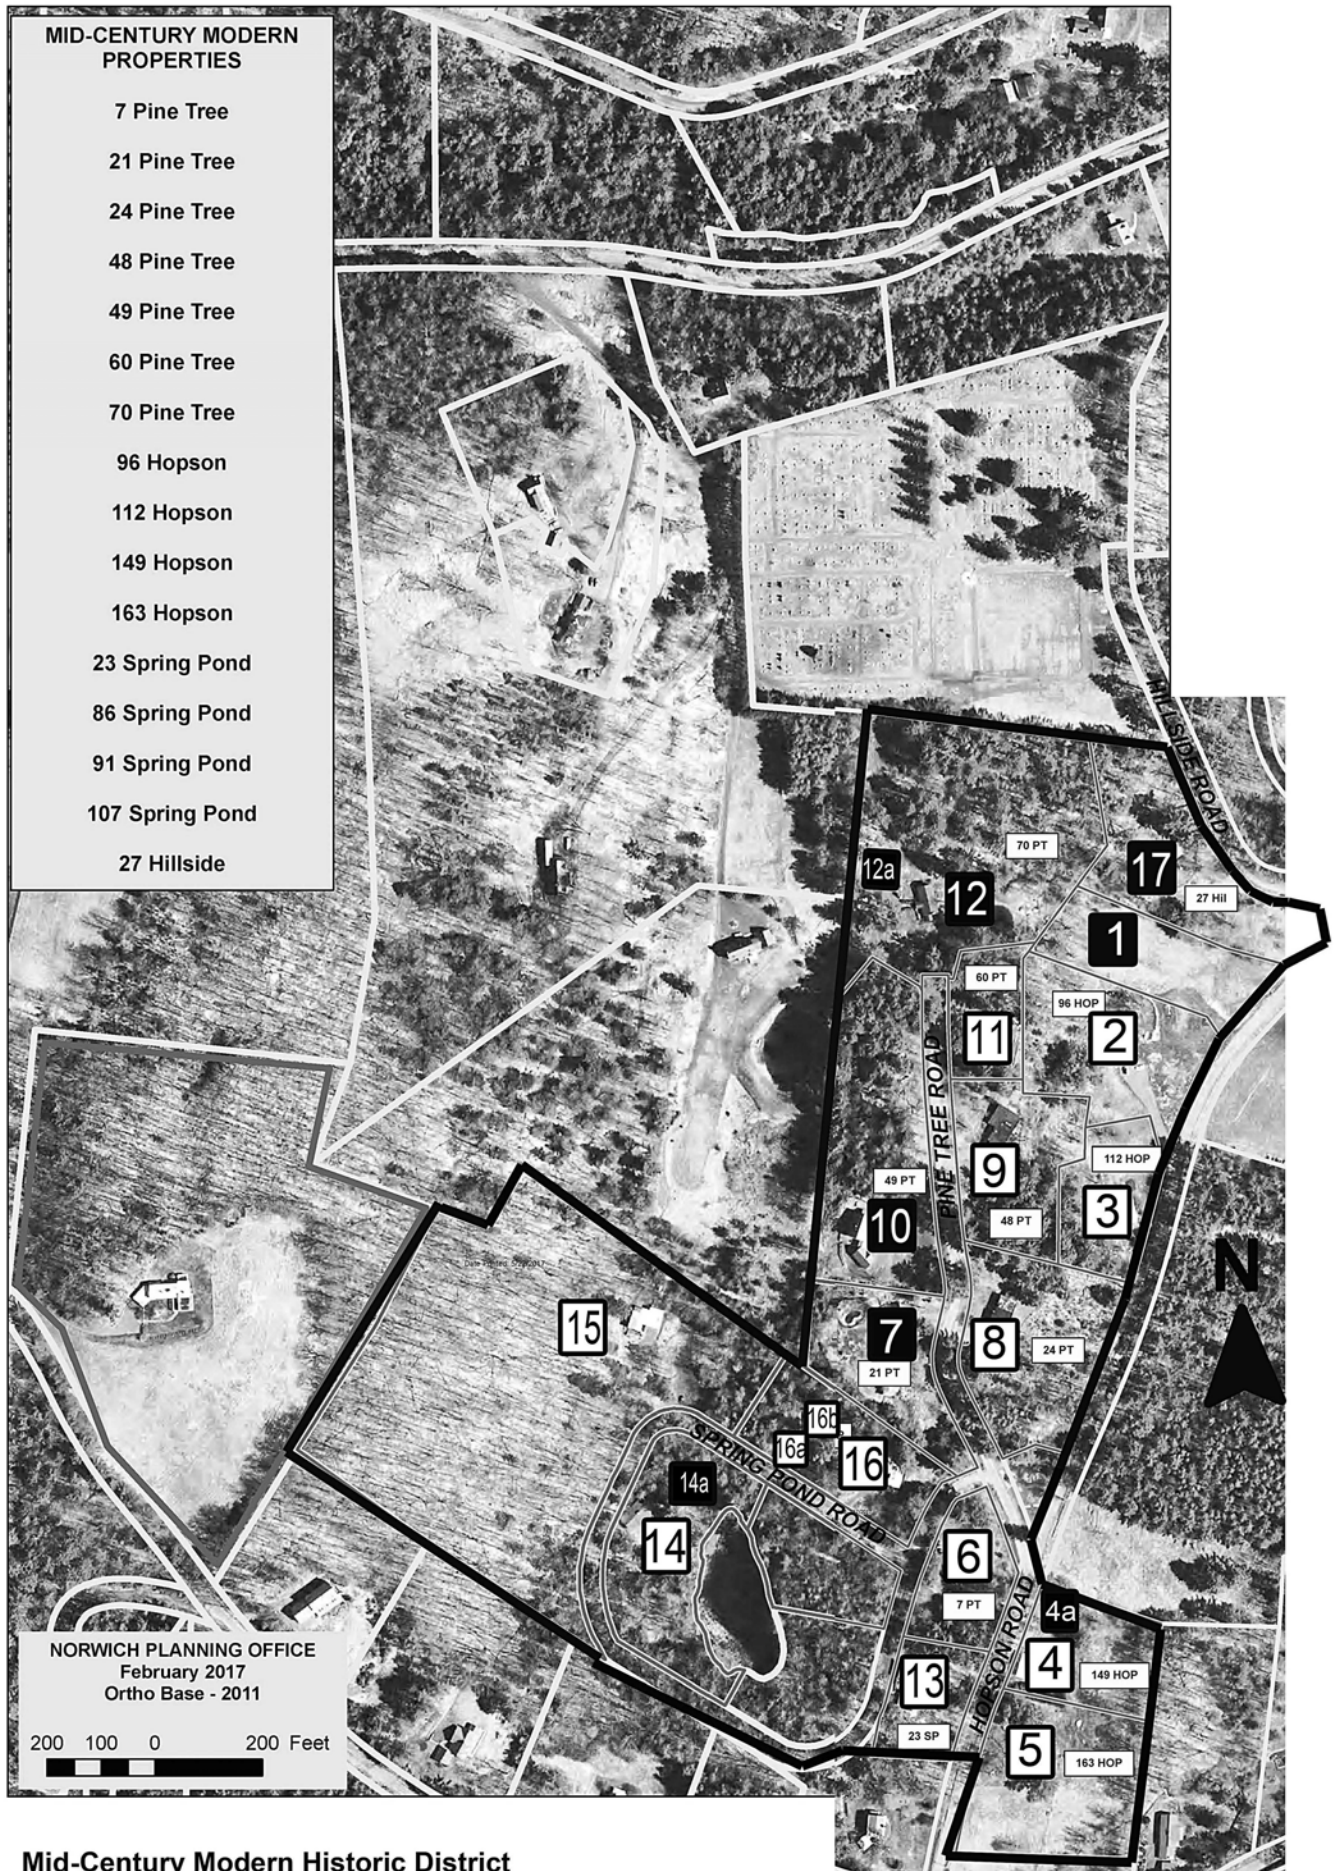 MID-CENTURY MODERN
PROPERTIES
7 Pine Tree
21 Pine Tree
24 Pine Tree
48 Pine Tree
49 Pine Tree
60 Pine Tree
70 Pine Tree
96 Hopson
112 Hopson
149 Hopson
163 Hopson
23 Spring Pond
86 Spring Pond
91 Spring Pond
107 Spring Pond
27 Hillside
HILLSIDE ROAD
70 PT
12a
12
17
27 Hil
1
60 PT
96 HOP
11
2
PINE TREE ROAD
112 HOP
9
49 PT
3
10
48 PT
N
15
7
8
24 PT
21 PT
16b
16a
16
SPRING POND ROAD
14a
14
6
7 PT
HOPSON ROAD
4a
4
149 HOP
13
23 SP
5
163 HOP
NORWICH PLANNING OFFICE
February 2017
Ortho Base - 2011
200 100 0 200 Feet
Mid-Century Modern Historic District